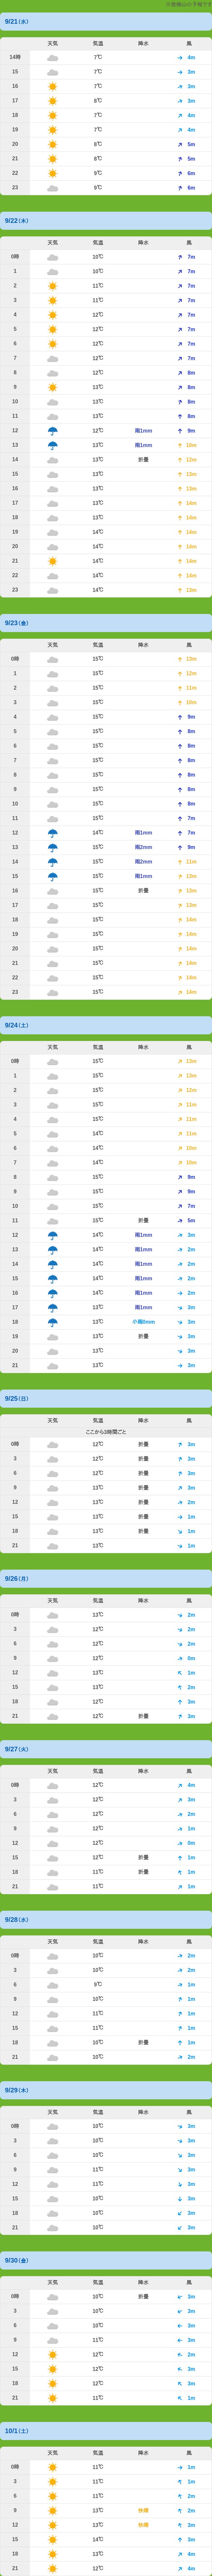 9/21(水)
天気 気温 降水 風
14時 7℃ 4m
15 7℃ 3m
16 7℃ 3m
17 8℃ 3m
18 7℃ 4m
19 7℃ 4m
20 8℃ 5m
21 8℃ 5m
22 9℃ 6m
23 9℃ 6m
9/22(木)
天気 気温 降水 風
0時 10℃ 7m
1 10℃ 7m
2 11℃ 7m
3 11℃ 7m
4 12℃ 7m
5 12℃ 7m
6 12℃ 7m
7 12℃ 7m
8 12℃ 8m
9 13℃ 8m
10 13℃ 8m
11 13℃ 8m
12 12℃ 雨1mm 9m
13 13℃ 雨1mm 10m
14 13℃ 折畳 12m
15 13℃ 13m
16 13℃ 13m
17 13℃ 14m
18 13℃ 14m
19 14℃ 14m
20 14℃ 14m
21 14℃ 14m
22 14℃ 14m
23 14℃ 13m
9/23(金)
天気 気温 降水 風
0時 15℃ 13m
1 15℃ 12m
2 15℃ 11m
3 15℃ 10m
4 15℃ 9m
5 15℃ 8m
6 15℃ 8m
7 15℃ 8m
8 15℃ 8m
9 15℃ 8m
10 15℃ 8m
11 15℃ 7m
12 14℃ 雨1mm 7m
13 15℃ 雨2mm 9m
14 15℃ 雨2mm 11m
15 15℃ 雨1mm 13m
16 15℃ 折畳 13m
17 15℃ 13m
18 15℃ 14m
19 15℃ 14m
20 15℃ 14m
21 15℃ 14m
22 15℃ 14m
23 15℃ 14m
9/24(土)
天気 気温 降水 風
0時 15℃ 13m
1 15℃ 13m
2 15℃ 12m
3 15℃ 11m
4 15℃ 11m
5 14℃ 11m
6 14℃ 10m
7 14℃ 10m
8 15℃ 9m
9 15℃ 9m
10 15℃ 7m
11 15℃ 折畳 5m
12 14℃ 雨1mm 3m
13 14℃ 雨1mm 2m
14 14℃ 雨1mm 2m
15 14℃ 雨1mm 2m
16 14℃ 雨1mm 2m
17 13℃ 雨1mm 3m
18 13℃ 小雨0mm 3m
19 13℃ 折畳 3m
20 13℃ 3m
21 13℃ 3m
9/25(日)
天気 気温 降水 風
ここから3時間ごと
0時 12℃ 折畳 3m
3 12℃ 折畳 3m
6 12℃ 折畳 3m
9 13℃ 折畳 3m
12 13℃ 折畳 2m
15 13℃ 折畳 1m
18 13℃ 折畳 1m
21 13℃ 1m
9/26(月)
天気 気温 降水 風
0時 13℃ 2m
3 12℃ 2m
6 12℃ 2m
9 12℃ 0m
12 13℃ 1m
15 13℃ 2m
18 12℃ 3m
21 12℃ 折畳 3m
9/27(火)
天気 気温 降水 風
0時 12℃ 4m
3 12℃ 3m
6 12℃ 2m
9 12℃ 1m
12 12℃ 0m
15 12℃ 折畳 1m
18 11℃ 折畳 1m
21 11℃ 1m
9/28(水)
天気 気温 降水 風
0時 10℃ 2m
3 10℃ 2m
6 9℃ 1m
9 10℃ 1m
12 11℃ 1m
15 11℃ 1m
18 10℃ 折畳 1m
21 10℃ 2m
9/29(木)
天気 気温 降水 風
0時 10℃ 3m
3 10℃ 3m
6 10℃ 3m
9 11℃ 3m
12 11℃ 3m
15 10℃ 3m
18 10℃ 3m
21 10℃ 3m
9/30(金)
天気 気温 降水 風
0時 10℃ 折畳 3m
3 10℃ 3m
6 10℃ 3m
9 11℃ 3m
12 12℃ 2m
15 12℃ 3m
18 12℃ 3m
21 11℃ 1m
10/1(土)
天気 気温 降水 風
0時 11℃ 1m
3 11℃ 1m
6 11℃ 2m
9 13℃ 快晴 2m
12 13℃ 快晴 3m
15 14℃ 3m
18 13℃ 4m
21 12℃ 4m